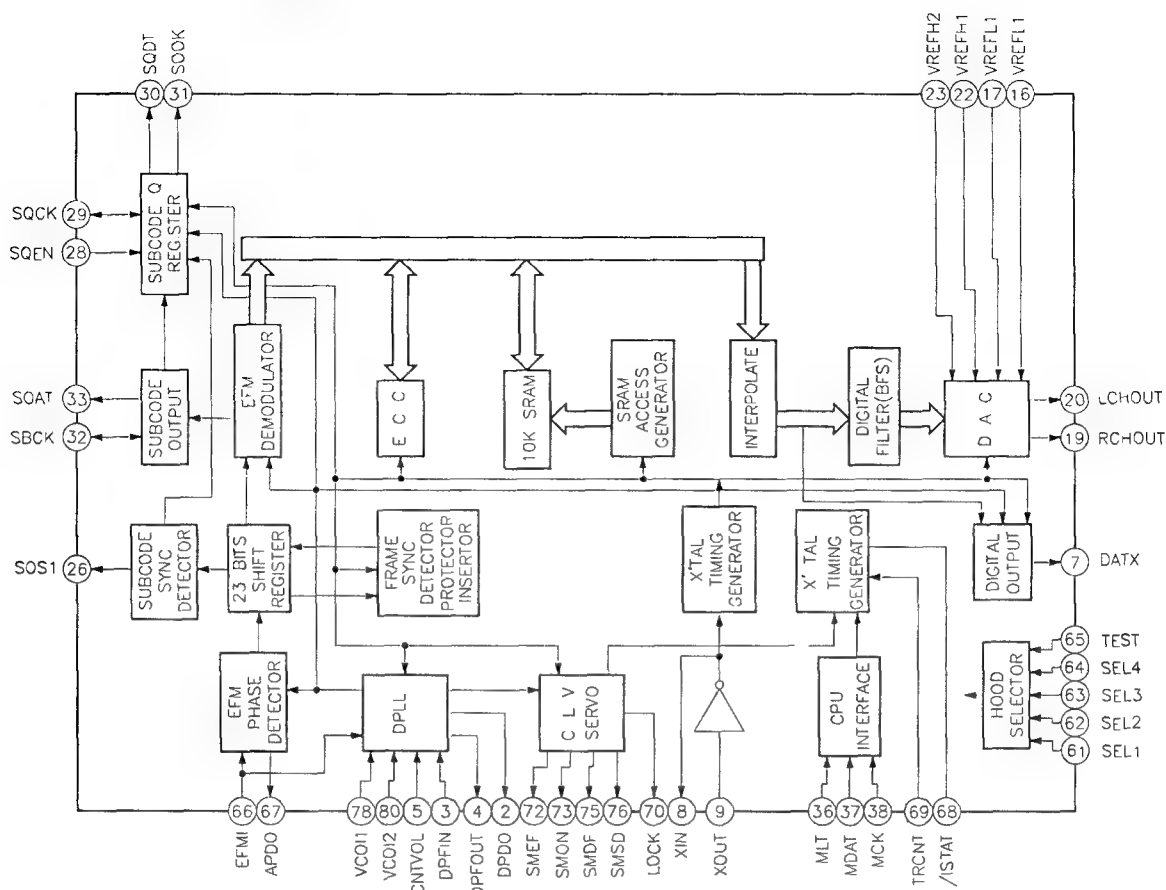 SQDT
SOOK
VREFH2
VREFH1
VREFL1
VREFL1
30
31
23
22
17
16
SQCK
29
SQEN
28
SUBCODE Q
REG.STER
SOAT
33
SBCK
32
SUBCODE
OUTPUT
EFM
DEMODULATOR
E C C
10K SRAM
SRAM
ACCESS
GENERATOR
INTERPOLATE
DIGITAL
FILTER(BFS)
D A C
20
LCHOUT
19
RCHOUT
SOS1
26
SUBCODE
SYNC
DETECTOR
23 BITS
SHIFT
REGISTER
FRAME
SYNC
DETECTOR
PROTECTOR
INSERTOR
X'TAL
TIMING
GENERATOR
X' TAL
TIMING
GENERATOR
DIGITAL
OUTPUT
7
DATX
EFM
PHASE
DETECTOR
DPLL
C L V
SERVO
CPU
INTERFACE
HOOD
SELECTOR
65
TEST
64
SEL4
63
SEL3
62
SEL2
61
SEL1
66
67
78
80
5
3
4
2
72
73
75
76
70
8
9
36
37
38
69
68
EFMI
APDO
VCOI1
VCOI2
CNTVOL
DPFIN
DPFOUT
DPDO
SMEF
SMON
SMDF
SMSD
LOCK
XIN
XOUT
MLT
MDAT
MCK
TRCNT
/ISTAT